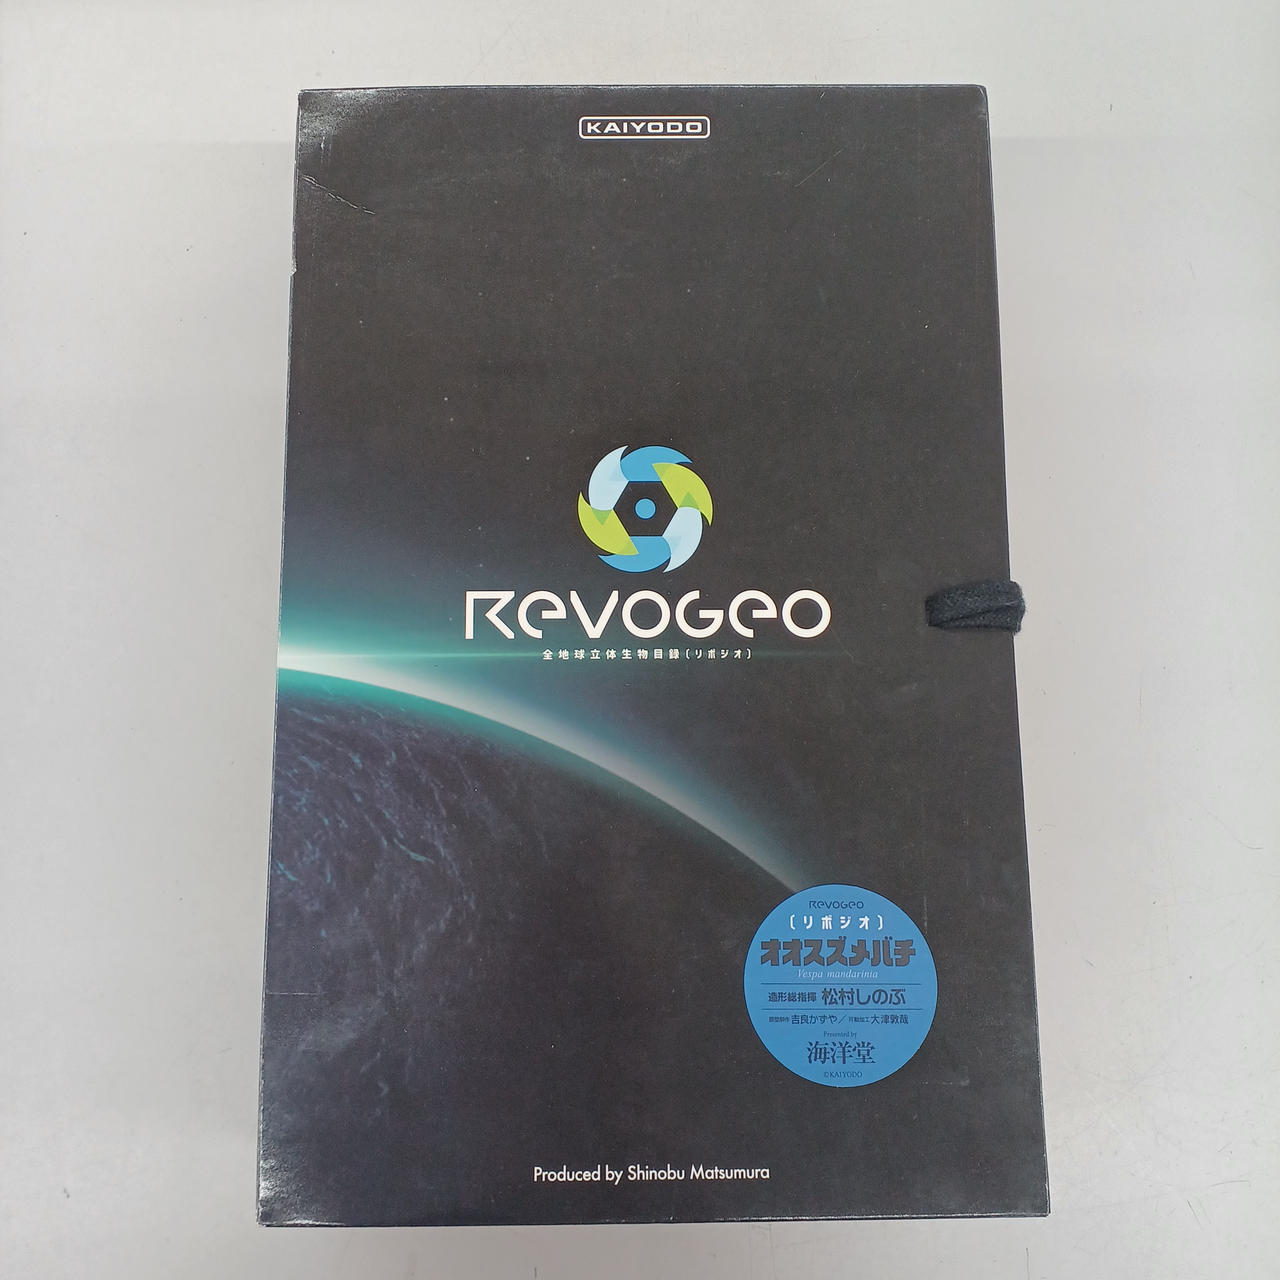 KAIYODO
REVOGEO
全地球立体生物目録〔リボジオ〕
REVOGEO
〔リボジオ〕
オオスズメバチ
Vespa mandarinia
造形総指揮 松村しのぶ
原型制作 吉良かずや／可動加工 大津敦哉
Presented by
海洋堂
©KAIYODO
Produced by Shinobu Matsumura